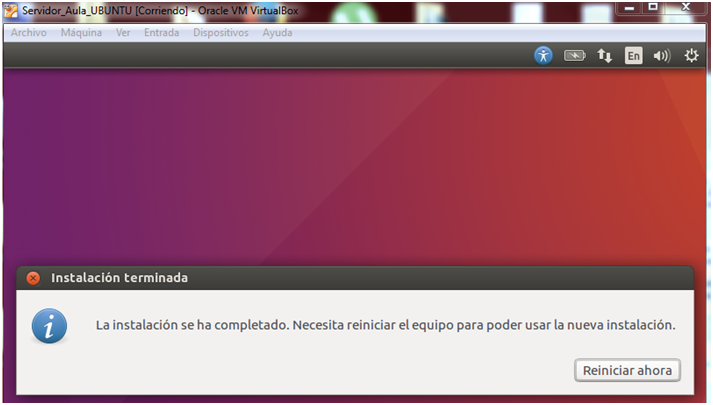 Servidor_Aula_UBUNTU [Corriendo] - Oracle VM VirtualBox
Archivo Máquina Ver Entrada Dispositivos Ayuda
En
Instalación terminada
La instalación se ha completado. Necesita reiniciar el equipo para poder usar la nueva instalación.
Reiniciar ahora